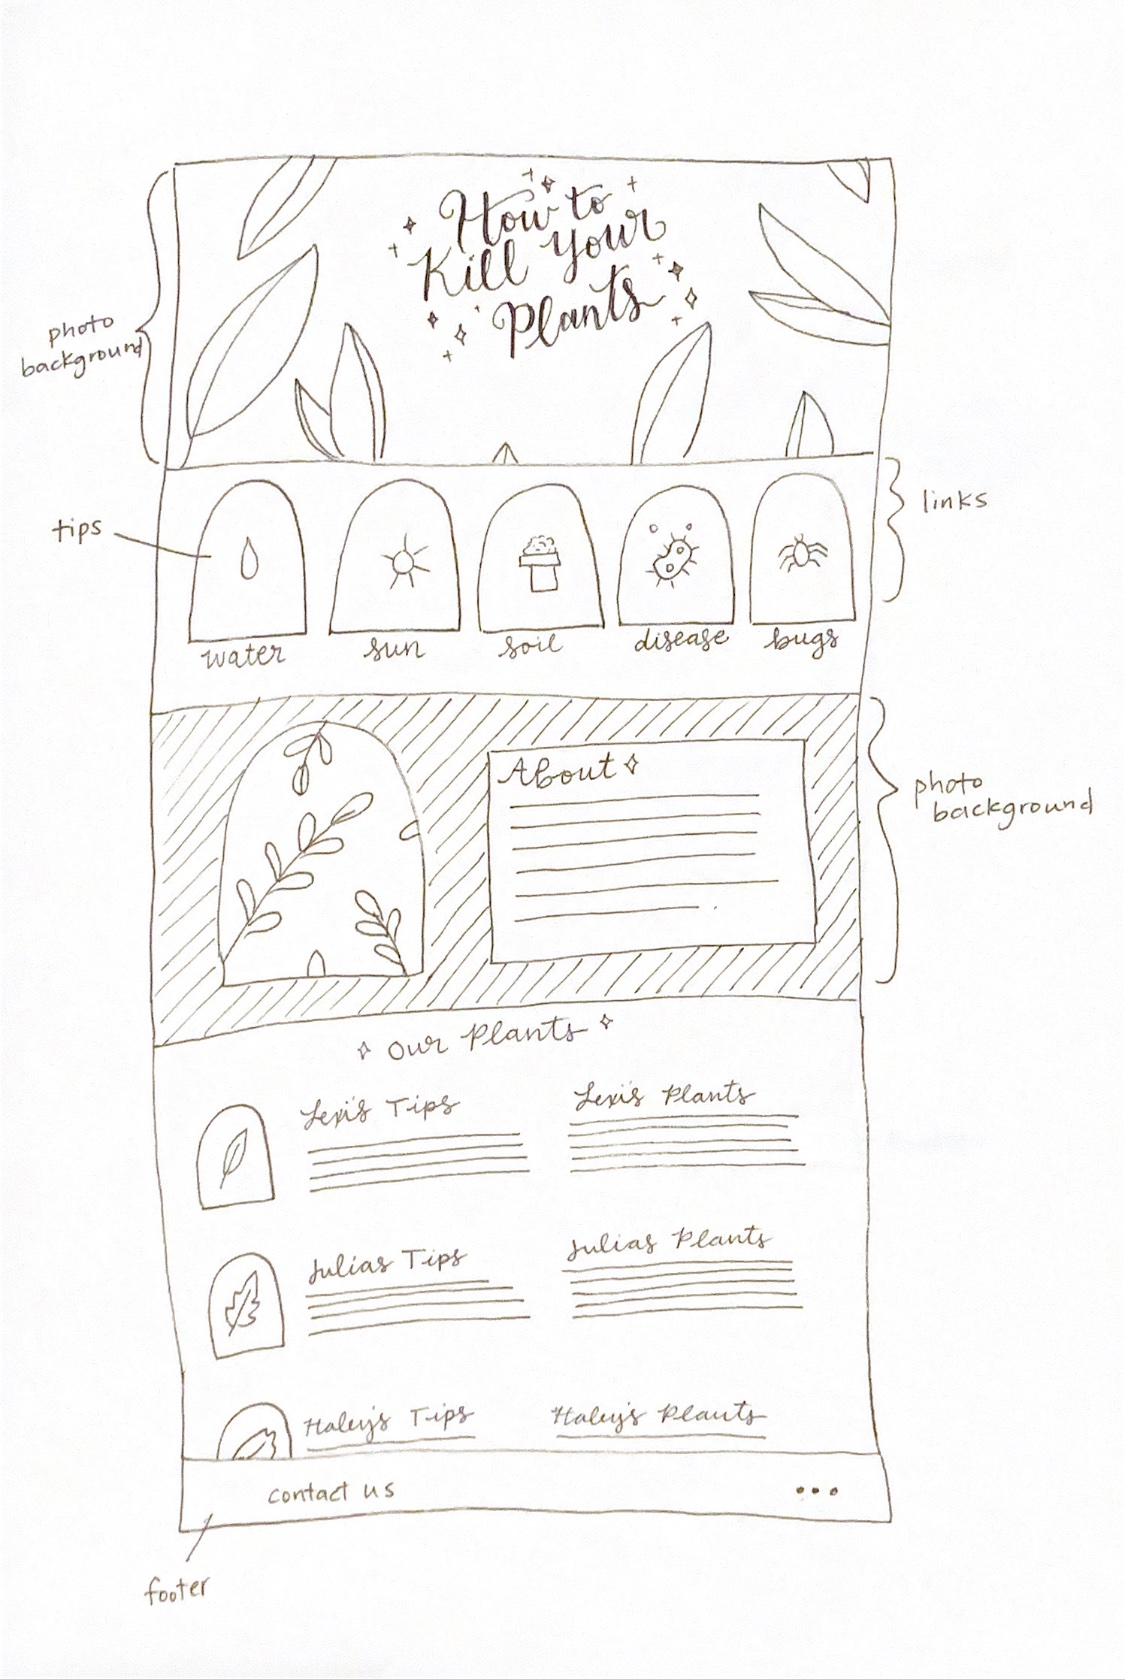 How to
Kill Your
Plants
photo
background
tips
links
water
sun
soil
disease
bugs
About
photo
background
Our Plants
Lexi's Tips
Lexi's Plants
Julias Tips
Julias Plants
Haley's Tips
Haley's Plants
contact us
footer